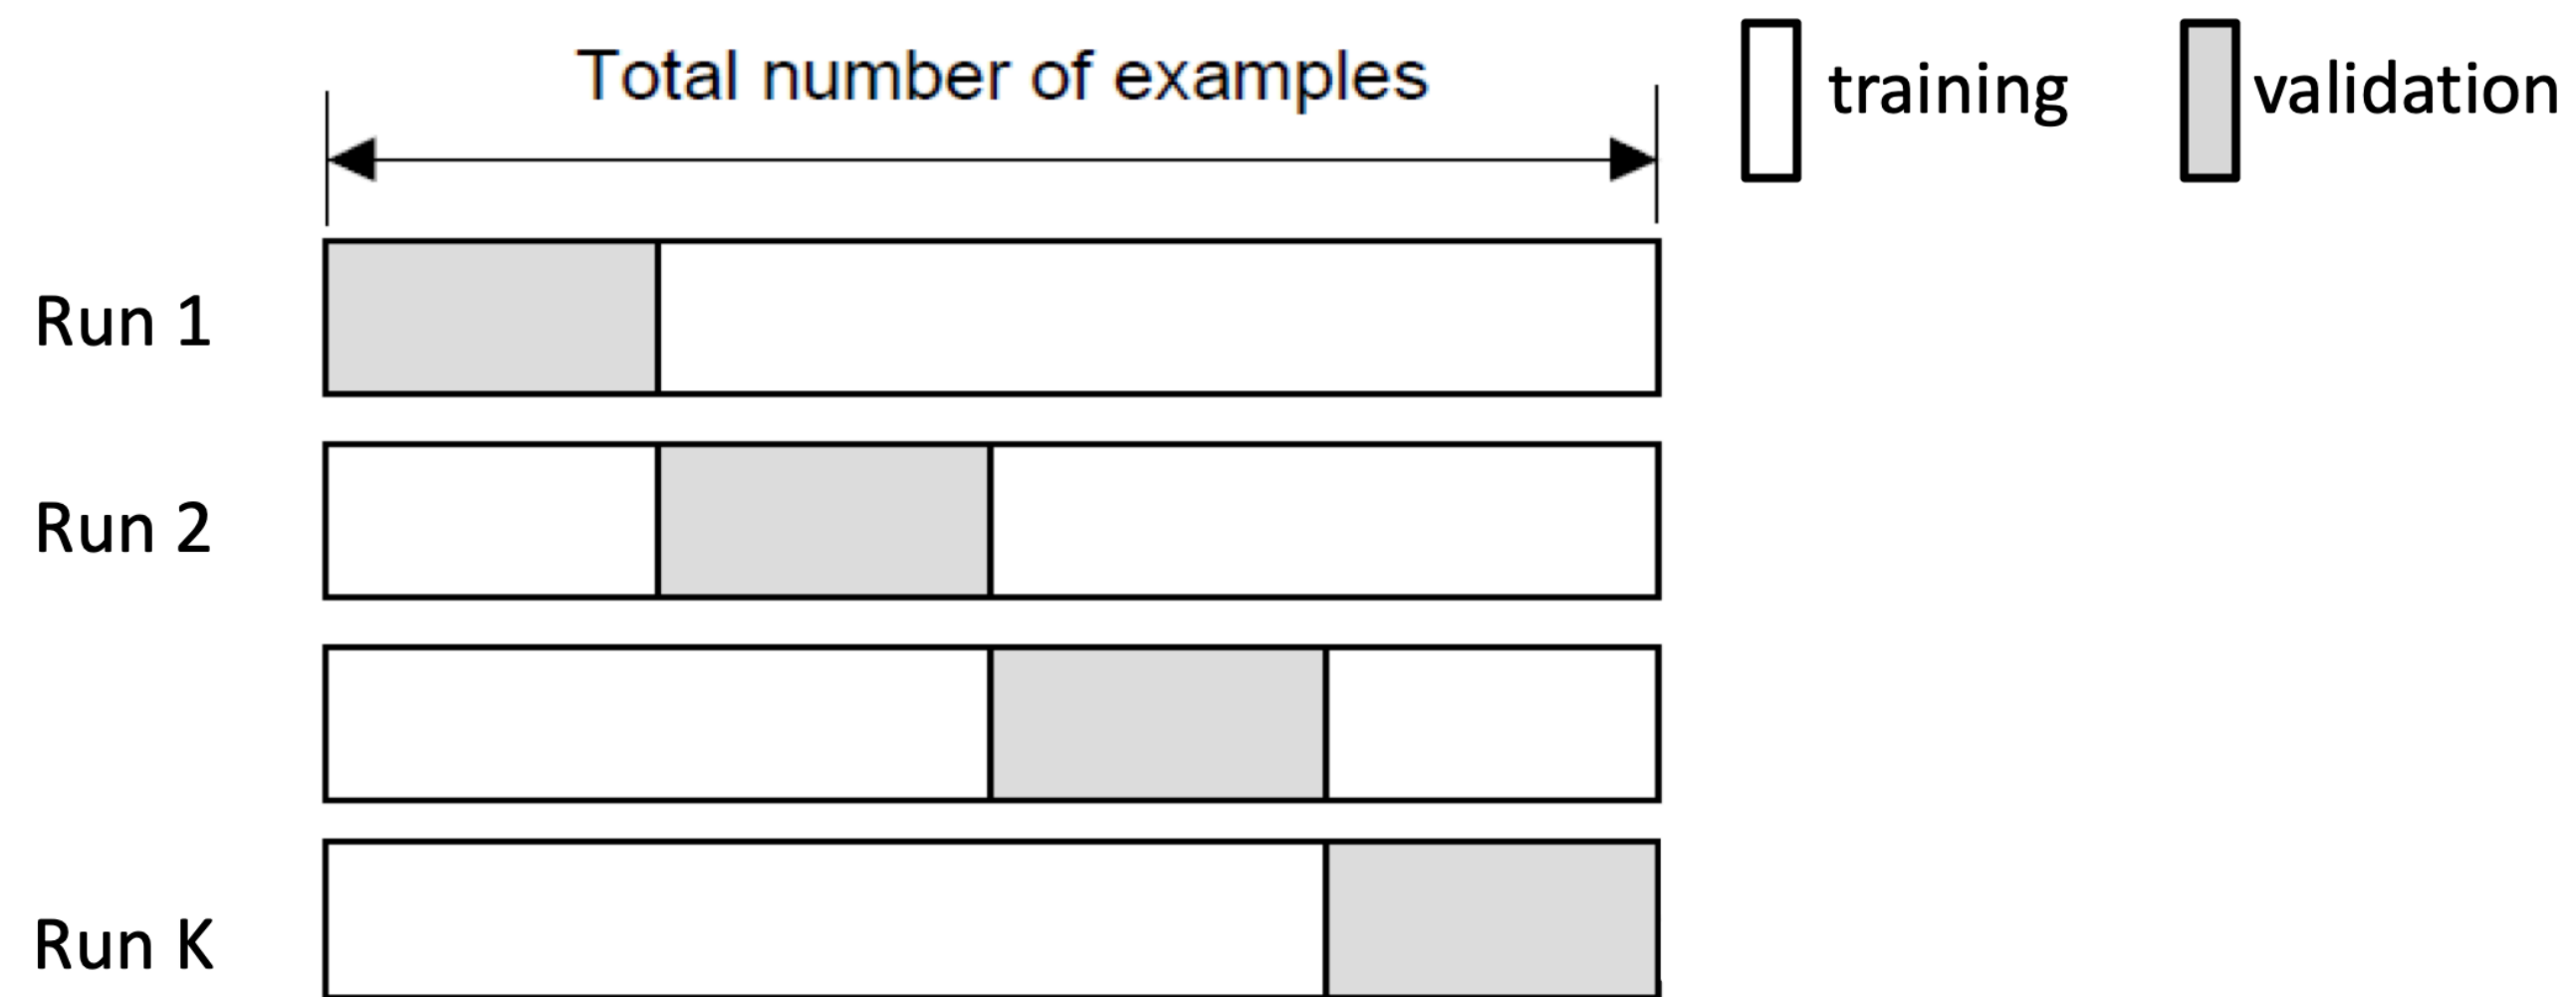 Total number of examples
training
validation
Run 1
Run 2
Run K